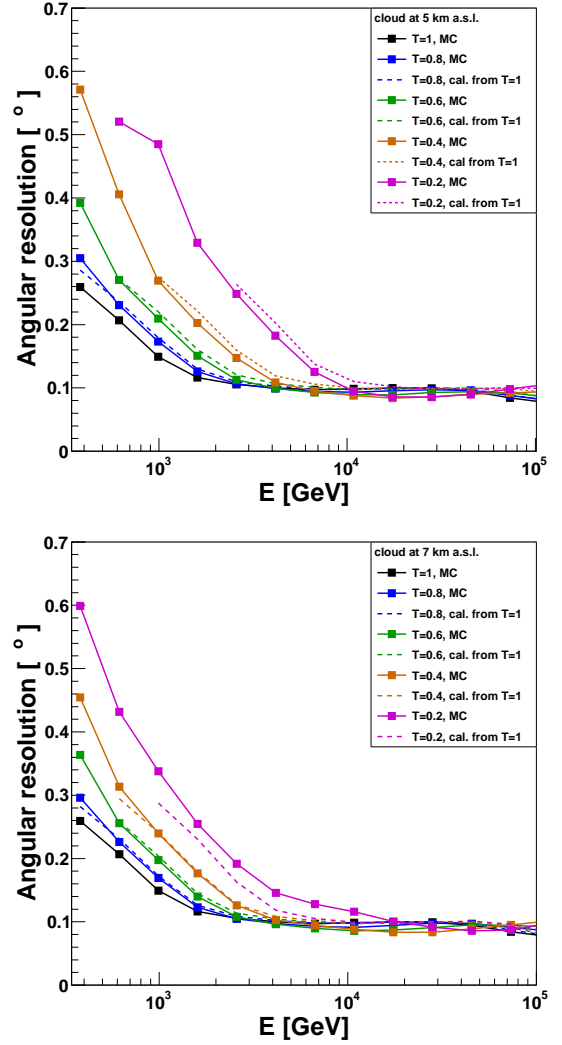 0.7
0.6
0.5
0.4
0.3
0.2
0.1
0
Angular resolution [ ° ]
cloud at 5 km a.s.l.
T=1, MC
T=0.8, MC
T=0.8, cal. from T=1
T=0.6, MC
T=0.6, cal. from T=1
T=0.4, MC
T=0.4, cal from T=1
T=0.2, MC
T=0.2, cal. from T=1
10³
10⁴
10⁵
E [GeV]
0.7
0.6
0.5
0.4
0.3
0.2
0.1
0
Angular resolution [ ° ]
cloud at 7 km a.s.l.
T=1, MC
T=0.8, MC
T=0.8, cal. from T=1
T=0.6, MC
T=0.6, cal. from T=1
T=0.4, MC
T=0.4, cal. from T=1
T=0.2, MC
T=0.2, cal. from T=1
10³
10⁴
10⁵
E [GeV]